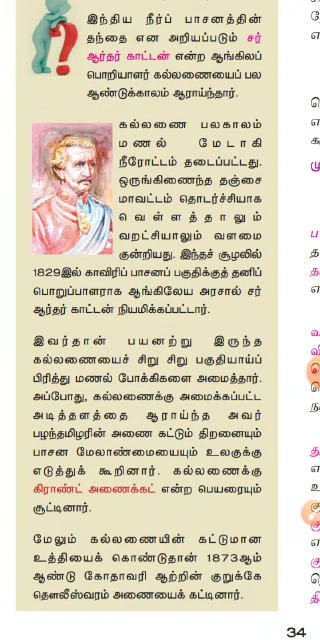 இந்திய நீர்ப் பாசனத்தின்
தந்தை என அறியப்படும் சர்
ஆர்தர் காட்டன் என்ற ஆங்கிலப்
பொறியாளர் கல்லணையைப் பல
ஆண்டுக்காலம் ஆராய்ந்தார்.
கல்லணை பலகாலம்
மணல் மேடாகி
நீரோட்டம் தடைப்பட்டது.
ஒருங்கிணைந்த தஞ்சை
மாவட்டம் தொடர்ச்சியாக
வெள்ளத்தாலும்
வறட்சியாலும் வளமை
குன்றியது. இந்தச் சூழலில்
1829இல் காவிரிப் பாசனப் பகுதிக்குத் தனிப்
பொறுப்பாளராக ஆங்கிலேய அரசால் சர்
ஆர்தர் காட்டன் நியமிக்கப்பட்டார்.
இவர்தான் பயனற்று இருந்த
கல்லணையைச் சிறு சிறு பகுதியாய்ப்
பிரித்து மணல் போக்கிகளை அமைத்தார்.
அப்போது, கல்லணைக்கு அமைக்கப்பட்ட
அடித்தளத்தை ஆராய்ந்த அவர்
பழந்தமிழரின் அணை கட்டும் திறனையும்
பாசன மேலாண்மையையும் உலகுக்கு
எடுத்துக் கூறினார். கல்லணைக்கு
கிராண்ட் அணைக்கட் என்ற பெயரையும்
சூட்டினார்.
மேலும் கல்லணையின் கட்டுமான
உத்தியைக் கொண்டுதான் 1873ஆம்
ஆண்டு கோதாவரி ஆற்றின் குறுக்கே
தௌலீஸ்வரம் அணையைக் கட்டினார்.
34